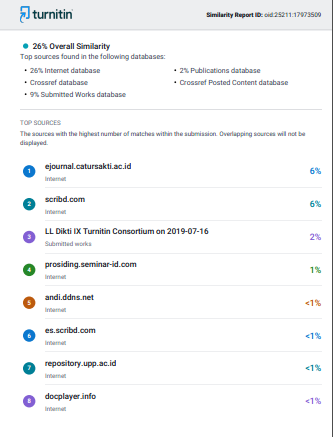 turnitin
Similarity Report ID: oid:25211:17973509
26% Overall Similarity
Top sources found in the following databases:
• 26% Internet database
• 2% Publications database
• Crossref database
• Crossref Posted Content database
• 9% Submitted Works database
TOP SOURCES
The sources with the highest number of matches within the submission. Overlapping sources will not be
displayed.
1 ejournal.catursakti.ac.id 6%
Internet
2 scribd.com 6%
Internet
3 LL Dikti IX Turnitin Consortium on 2019-07-16 2%
Submitted works
4 prosiding.seminar-id.com 1%
Internet
5 andi.ddns.net <1%
Internet
6 es.scribd.com <1%
Internet
7 repository.upp.ac.id <1%
Internet
8 docplayer.info <1%
Internet